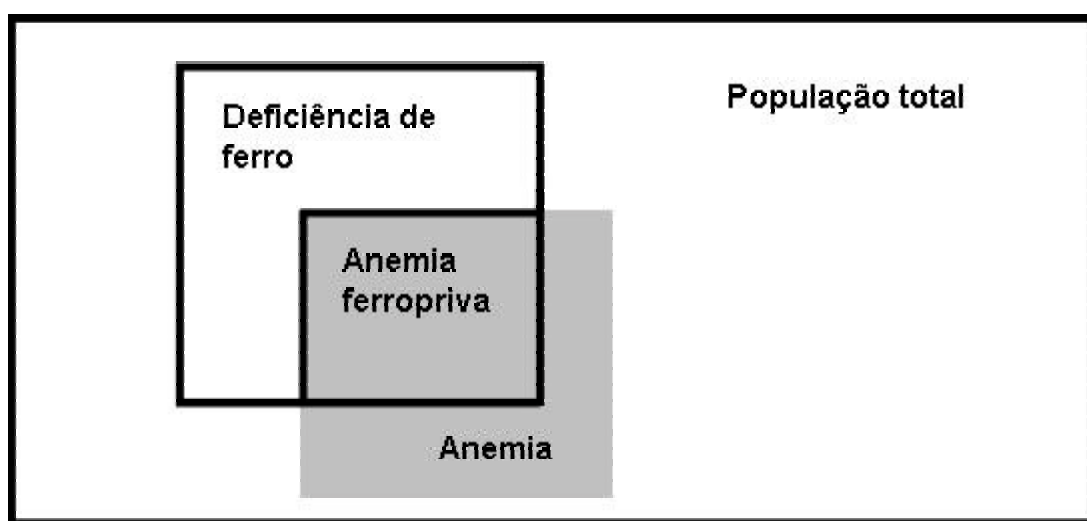 População total
Deficiência de
ferro
Anemia
ferropriva
Anemia